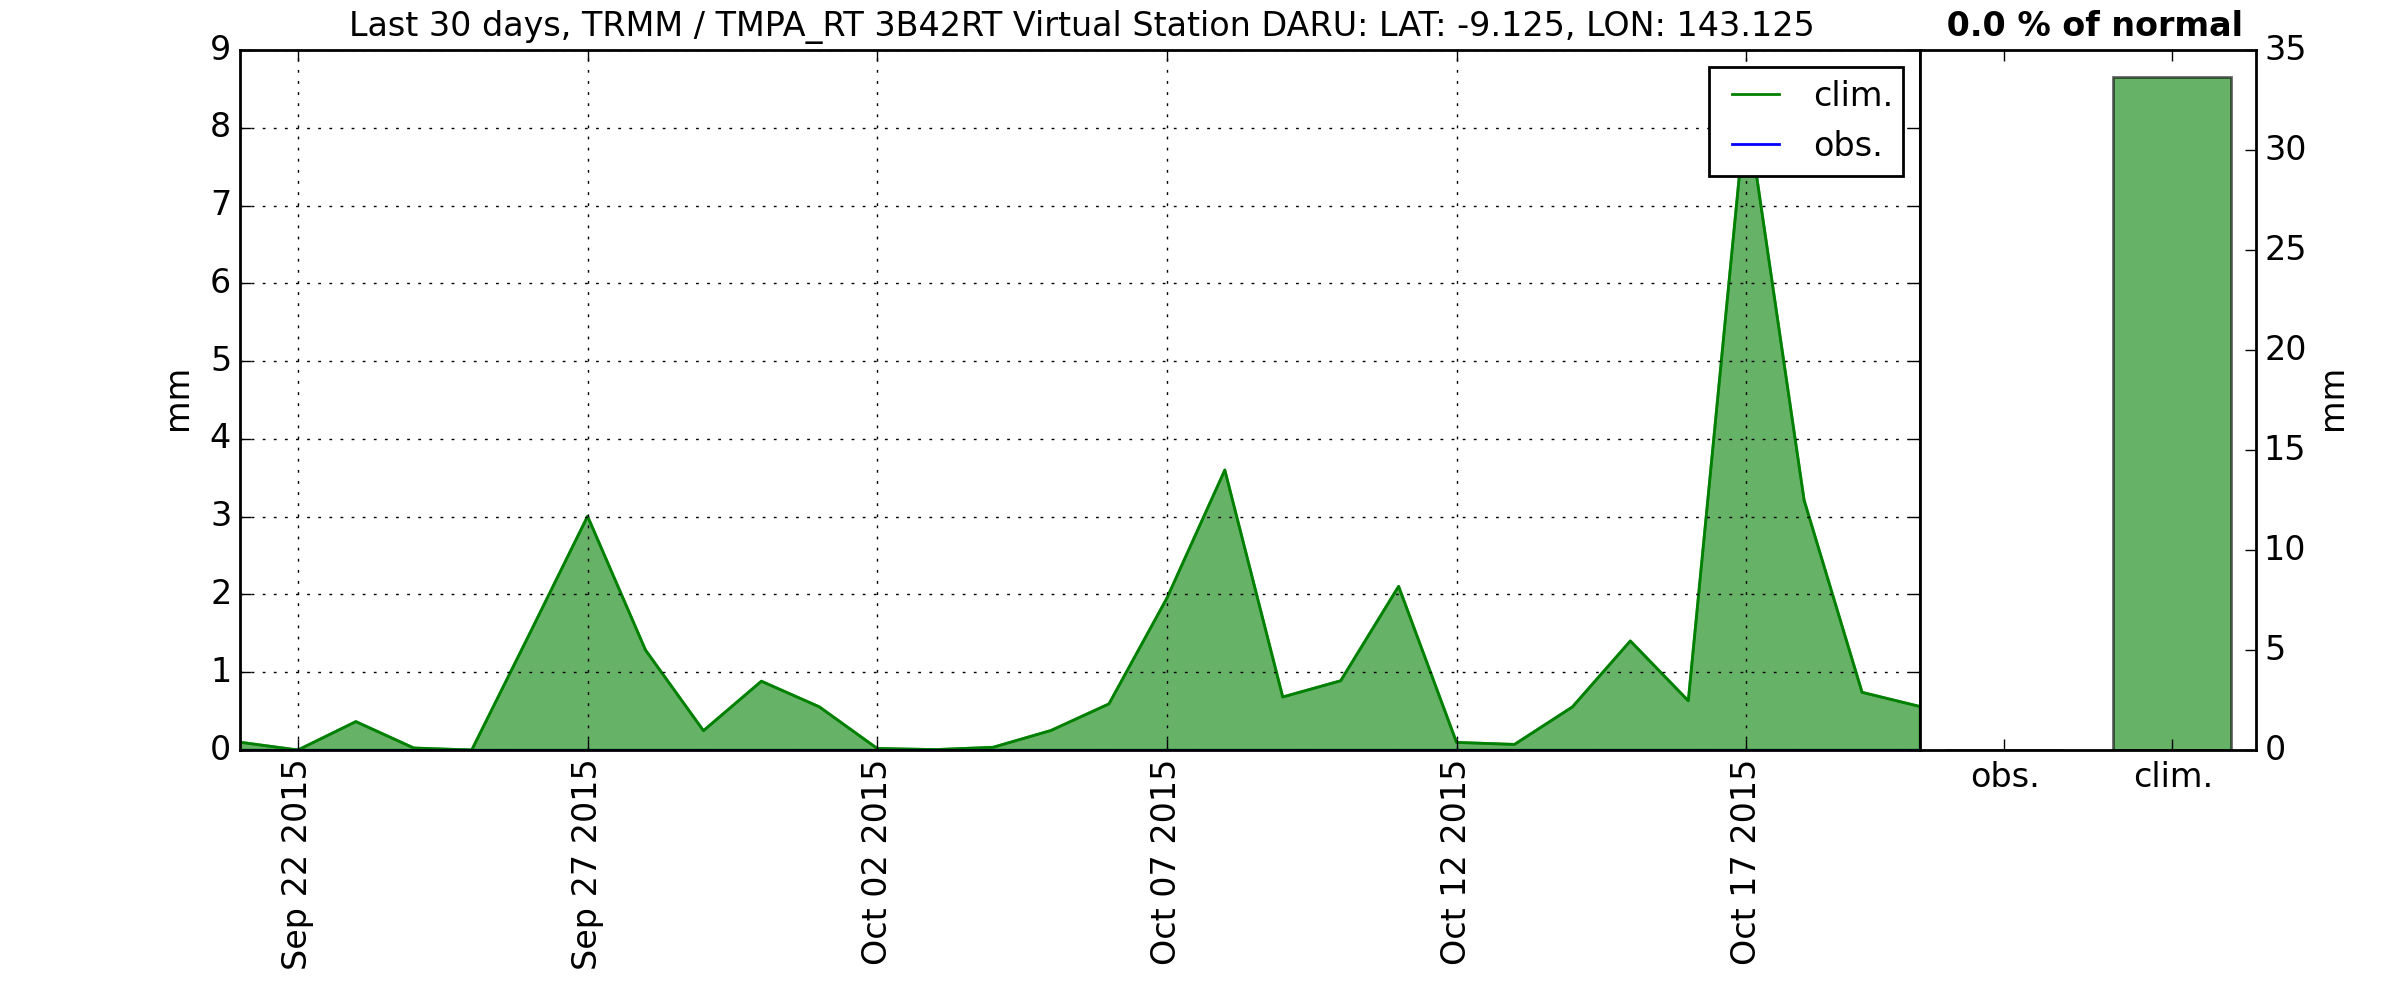 Last 30 days, TRMM / TMPA_RT 3B42RT Virtual Station DARU: LAT: -9.125, LON: 143.125
0.0 % of normal
9
8
7
6
5
4
3
2
1
0
mm
clim.
obs.
Sep 22 2015
Sep 27 2015
Oct 02 2015
Oct 07 2015
Oct 12 2015
Oct 17 2015
obs.
clim.
35
30
25
20
15
10
5
0
mm